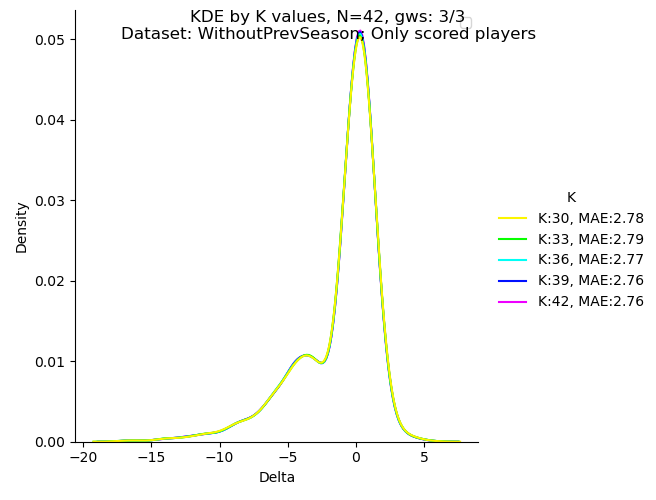 KDE by K values, N=42, gws: 3/3
Dataset: WithoutPrevSeason, Only scored players
0.05
0.04
0.03
0.02
0.01
0.00
Density
−20
−15
−10
−5
0
5
Delta
K
K:30, MAE:2.78
K:33, MAE:2.79
K:36, MAE:2.77
K:39, MAE:2.76
K:42, MAE:2.76